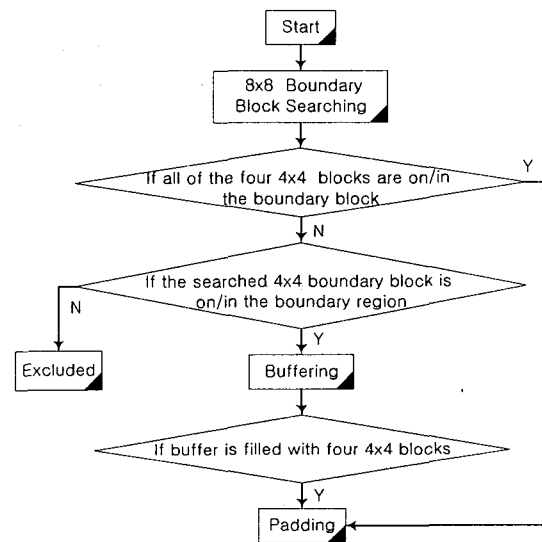 Start
8x8 Boundary
Block Searching
If all of the four 4x4 blocks are on/in
the boundary block
Y
N
If the searched 4x4 boundary block is
on/in the boundary region
N
Y
Excluded
Buffering
If buffer is filled with four 4x4 blocks
Y
Padding